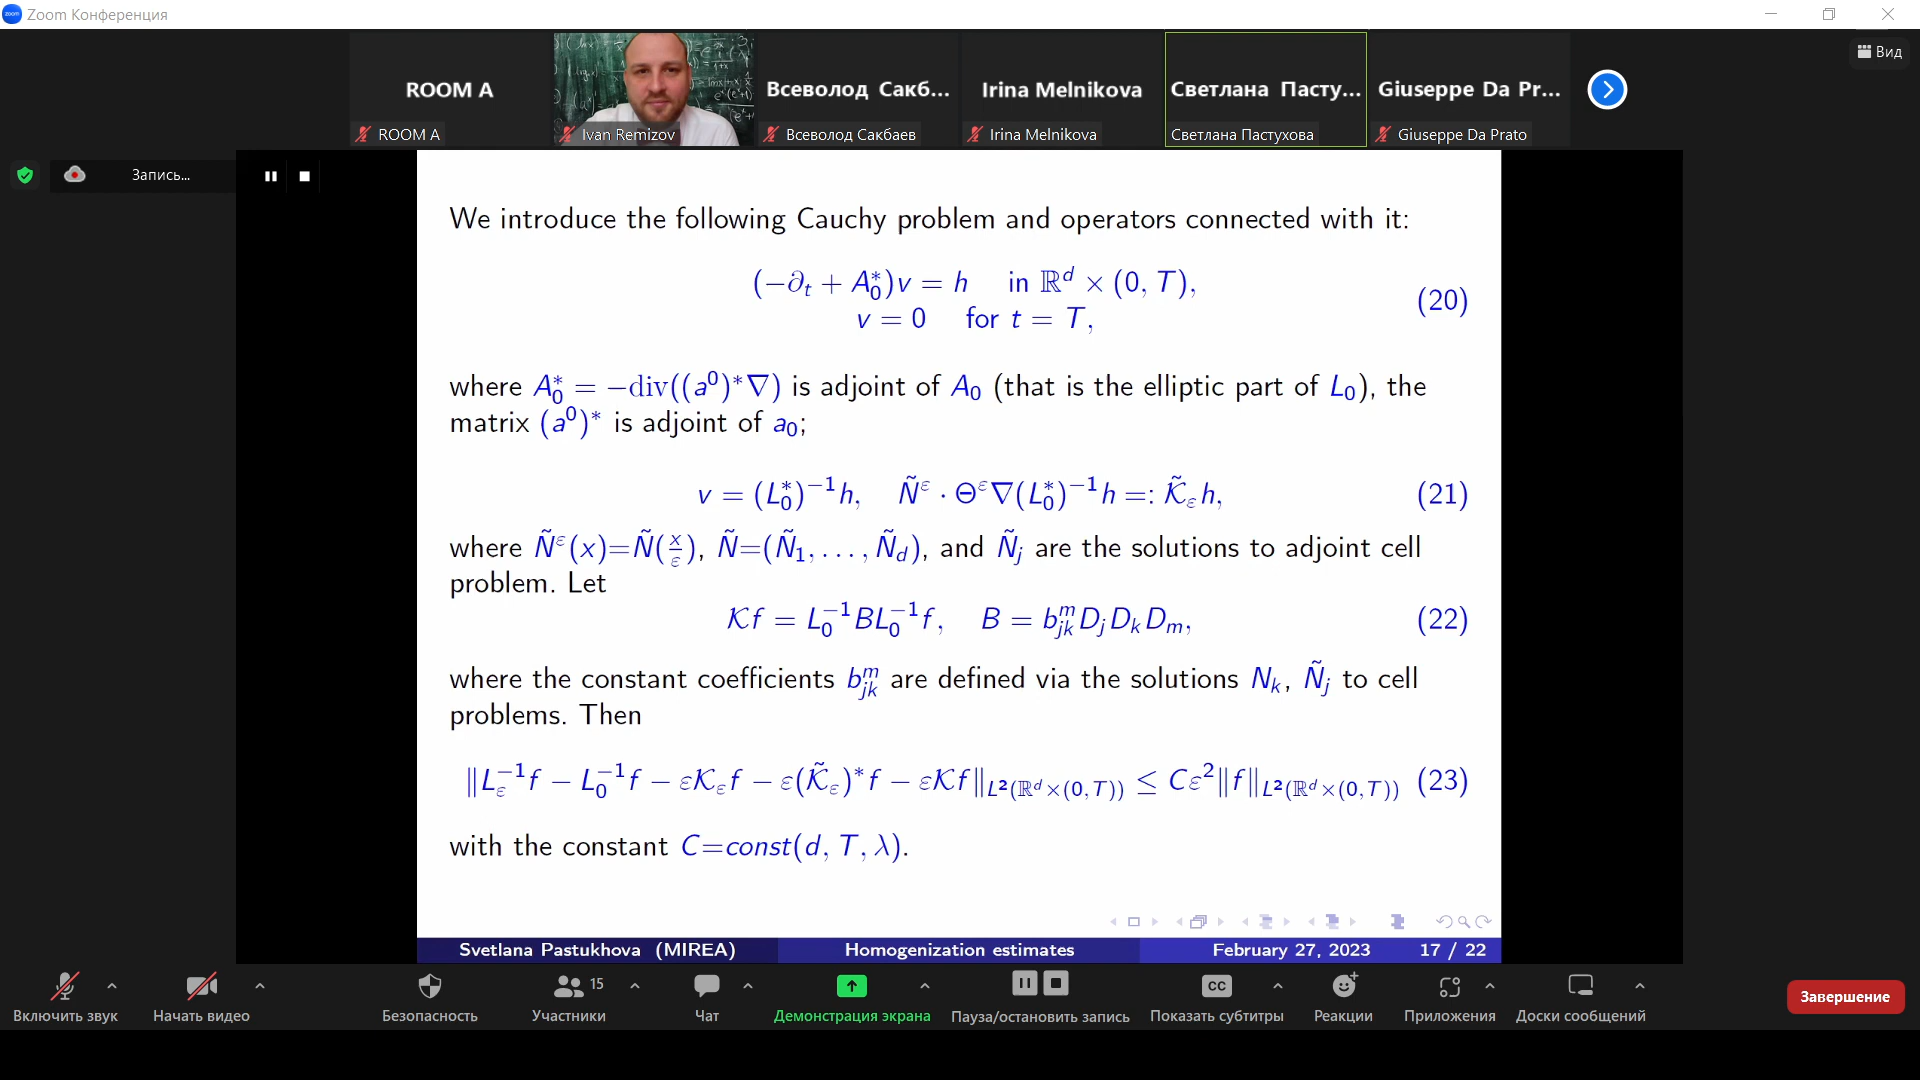 Zoom Конференция
Вид
ROOM A
Всеволод Сакб...
Irina Melnikova
Светлана Пасту...
Giuseppe Da Pr...
ROOM A
Ivan Remizov
Всеволод Сакбаев
Irina Melnikova
Светлана Пастухова
Giuseppe Da Prato
Запись...
We introduce the following Cauchy problem and operators connected with it:
(−∂_t + A_0^*)v = h in ℝ^d × (0, T),
v = 0 for t = T,
(20)
where A_0^* = −div((a^0)^*∇) is adjoint of A_0 (that is the elliptic part of L_0), the
matrix (a^0)^* is adjoint of a_0;
v = (L_0^*)^{−1}h, Ñ^ε · Θ^ε∇(L_0^*)^{−1}h =: 𝒦̃_ε h, (21)
where Ñ^ε(x)=Ñ(x/ε), Ñ=(Ñ_1, . . . , Ñ_d), and Ñ_j are the solutions to adjoint cell
problem. Let
𝒦f = L_0^{−1}BL_0^{−1}f, B = b_{jk}^m D_j D_k D_m, (22)
where the constant coefficients b_{jk}^m are defined via the solutions N_k, Ñ_j to cell
problems. Then
‖L_ε^{−1}f − L_0^{−1}f − ε𝒦_ε f − ε(𝒦̃_ε)^*f − ε𝒦f‖_{L²(ℝ^d×(0,T))} ≤ Cε²‖f‖_{L²(ℝ^d×(0,T))} (23)
with the constant C=const(d, T, λ).
Svetlana Pastukhova (MIREA) Homogenization estimates February 27, 2023 17 / 22
15
CC
Включить звук
Начать видео
Безопасность
Участники
Чат
Демонстрация экрана
Пауза/остановить запись
Показать субтитры
Реакции
Приложения
Доски сообщений
Завершение